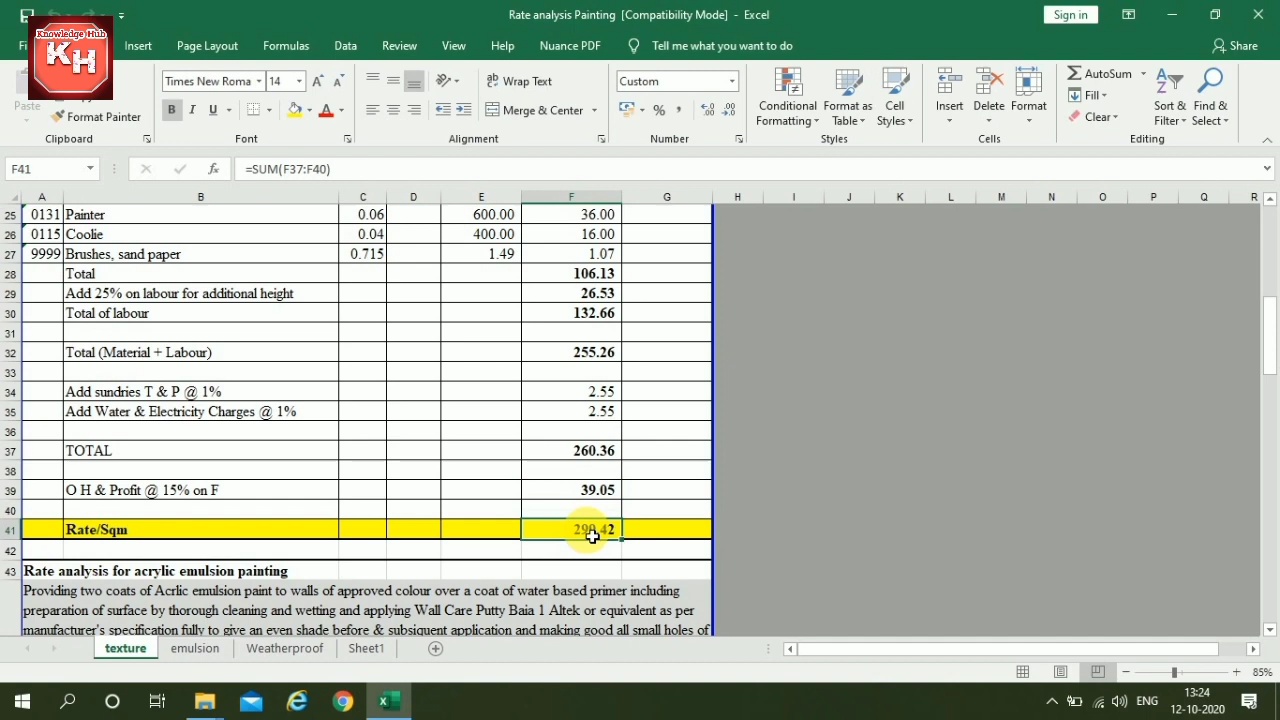 Rate analysis Painting [Compatibility Mode] - Excel
Sign in
Knowledge Hub
KH
Insert
Page Layout
Formulas
Data
Review
View
Help
Nuance PDF
Tell me what you want to do
Share
Paste
Format Painter
Clipboard
Times New Roma
14
B I U
Font
Wrap Text
Merge & Center
Alignment
Custom
Number
Conditional Formatting
Format as Table
Cell Styles
Styles
Insert
Delete
Format
Cells
AutoSum
Fill
Clear
Sort & Filter
Find & Select
Editing
F41
fx
=SUM(F37:F40)
A B C D E F G H I J K L M N O P Q R
25 0131 Painter 0.06 600.00 36.00
26 0115 Coolie 0.04 400.00 16.00
27 9999 Brushes, sand paper 0.715 1.49 1.07
28 Total 106.13
29 Add 25% on labour for additional height 26.53
30 Total of labour 132.66
31
32 Total (Material + Labour) 255.26
33
34 Add sundries T & P @ 1% 2.55
35 Add Water & Electricity Charges @ 1% 2.55
36
37 TOTAL 260.36
38
39 O H & Profit @ 15% on F 39.05
40
41 Rate/Sqm 299.42
42
43 Rate analysis for acrylic emulsion painting
Providing two coats of Acrlic emulsion paint to walls of approved colour over a coat of water based primer including
preparation of surface by thorough cleaning and wetting and applying Wall Care Putty Baia 1 Altek or equivalent as per
manufacturer's specification fully to give an even shade before & subsiquent application and making good all small holes of
texture
emulsion
Weatherproof
Sheet1
85%
ENG
13:24
12-10-2020